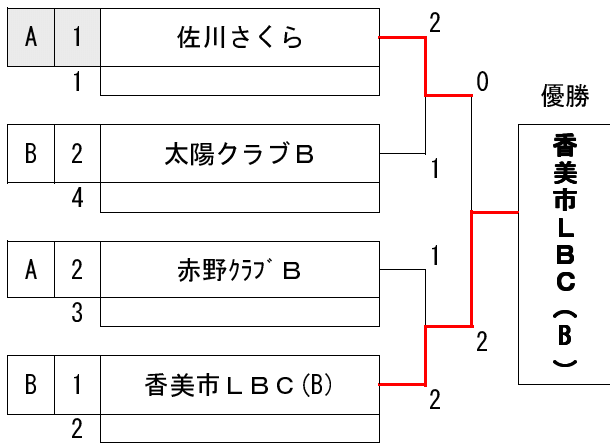 A 1 佐川さくら 2
1
0
優勝
B 2 太陽クラブB 1
4
香美市LBC(B)
A 2 赤野ｸﾗﾌﾞB 1
3
2
B 1 香美市LBC(B) 2
2